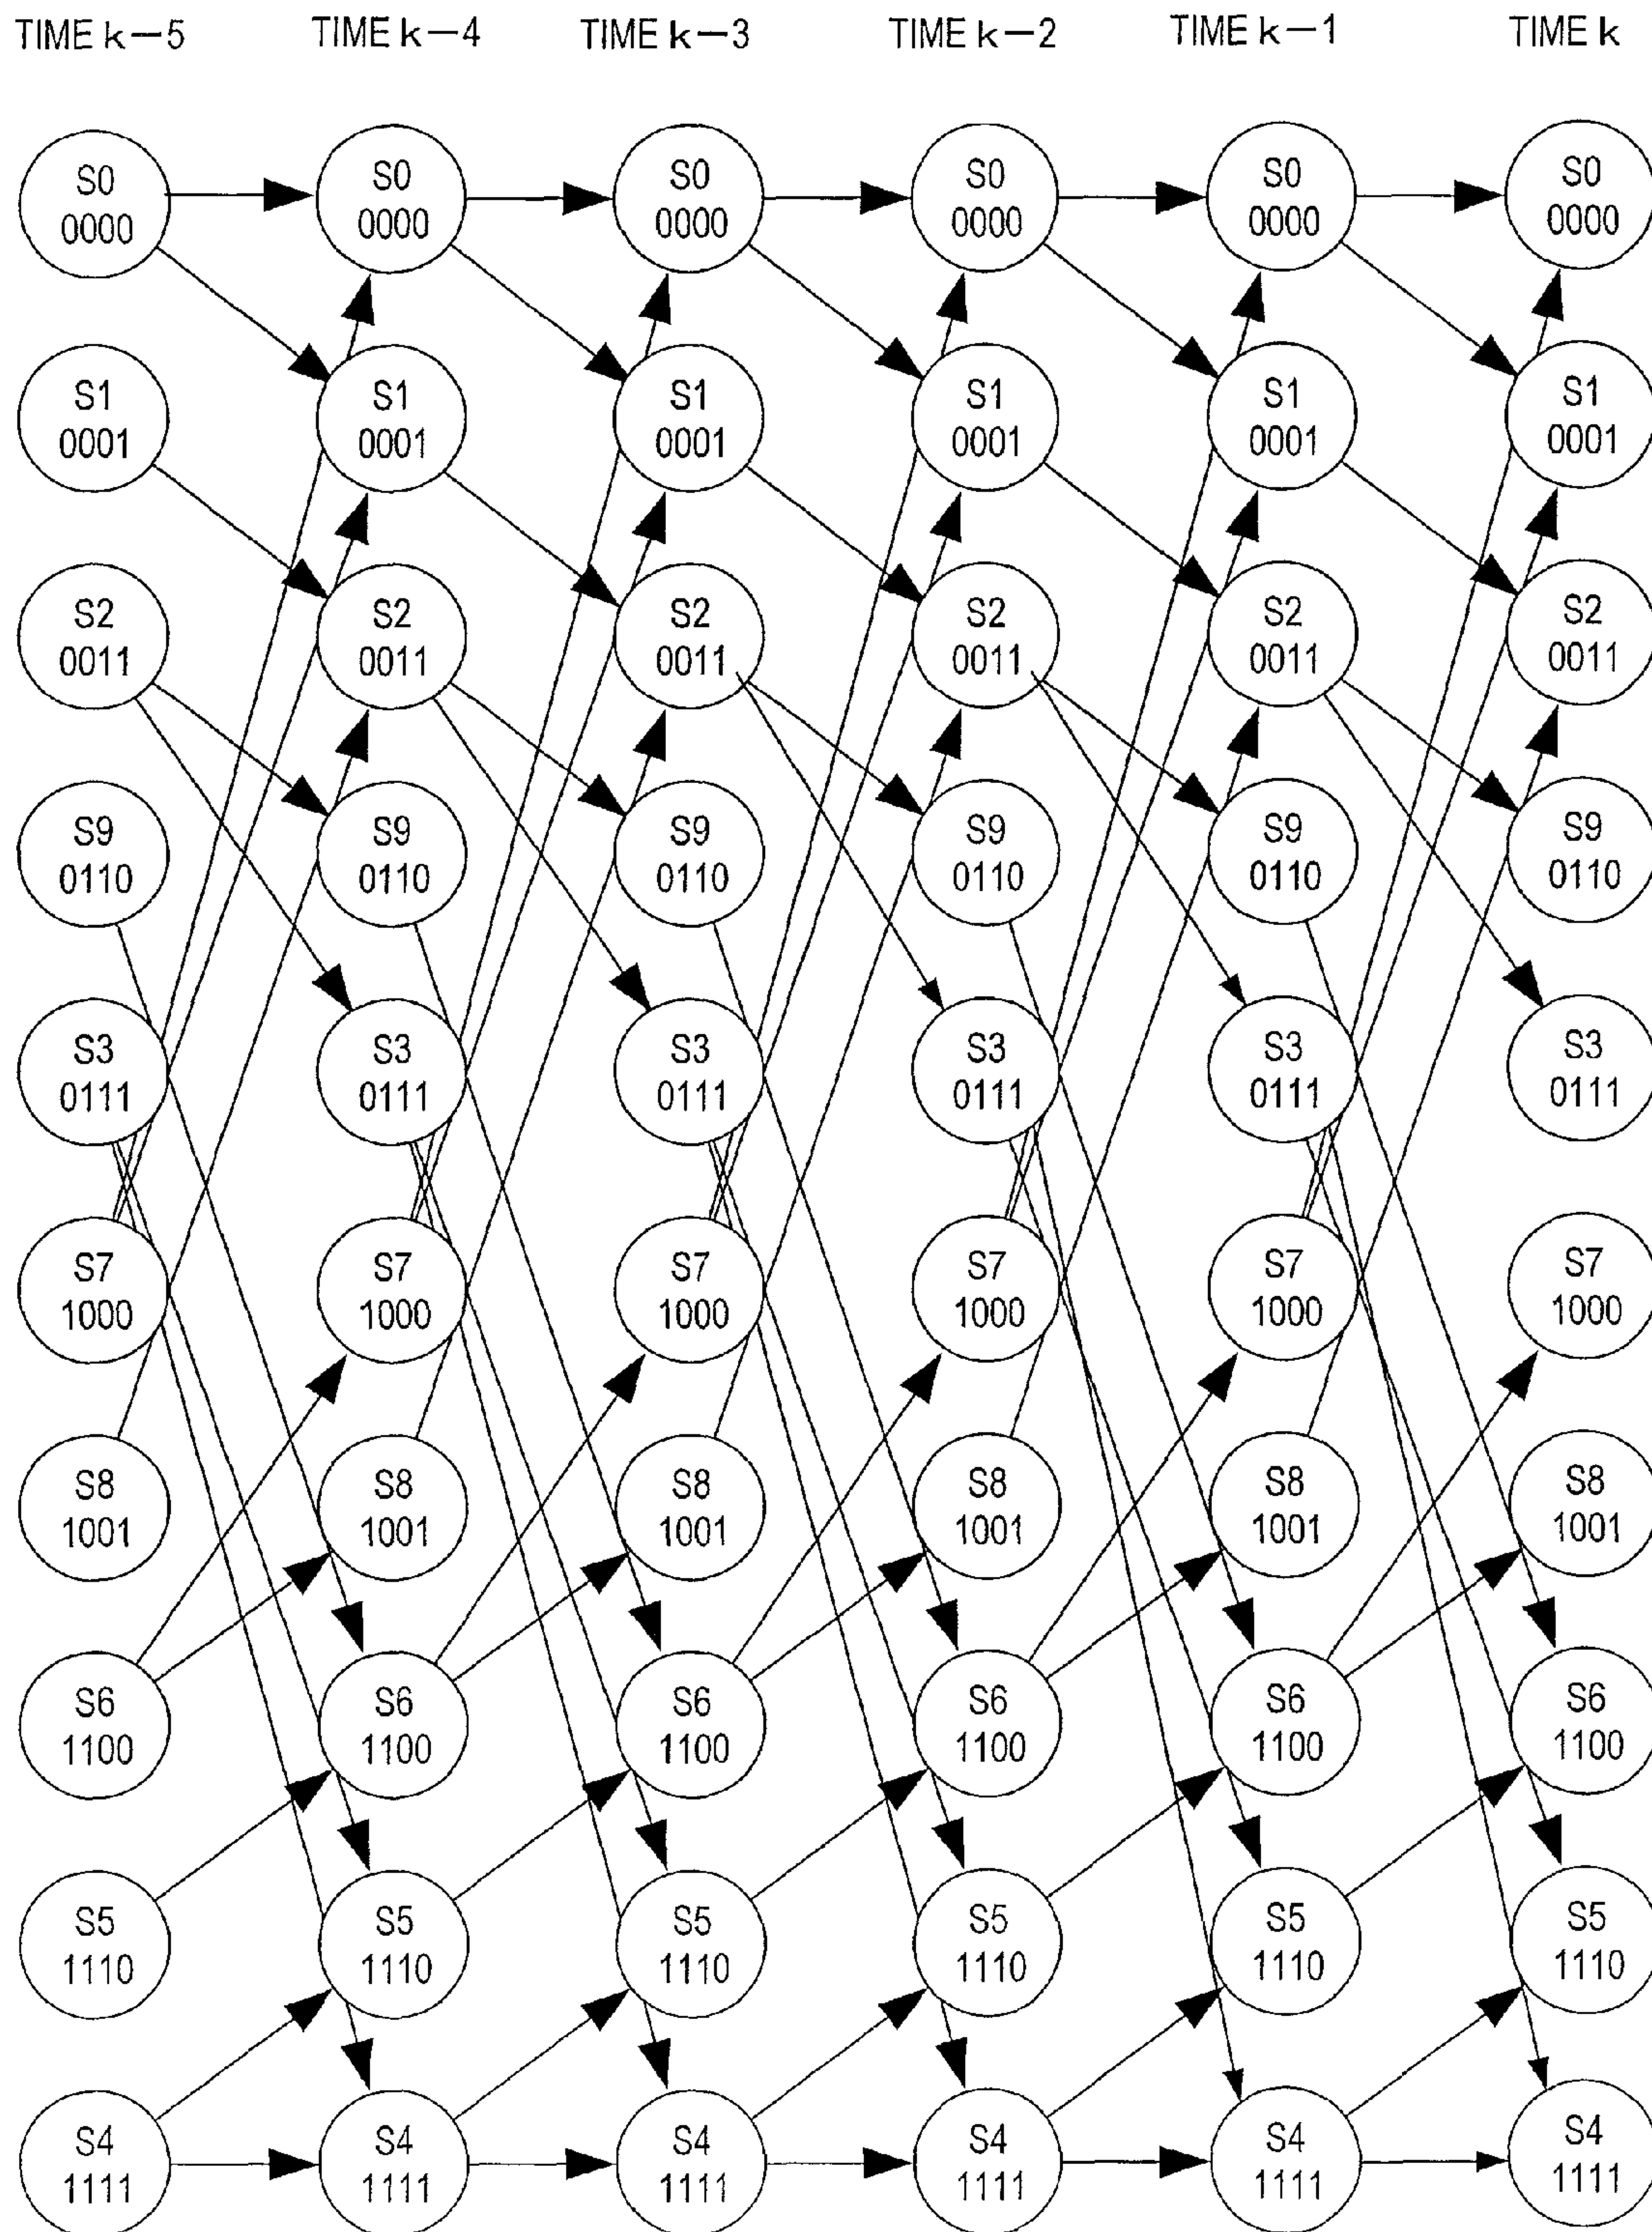 TIME k−5 TIME k−4 TIME k−3 TIME k−2 TIME k−1 TIME k
S0 S0 S0 S0 S0 S0
0000 0000 0000 0000 0000 0000
S1 S1 S1 S1 S1 S1
0001 0001 0001 0001 0001 0001
S2 S2 S2 S2 S2 S2
0011 0011 0011 0011 0011 0011
S9 S9 S9 S9 S9 S9
0110 0110 0110 0110 0110 0110
S3 S3 S3 S3 S3 S3
0111 0111 0111 0111 0111 0111
S7 S7 S7 S7 S7 S7
1000 1000 1000 1000 1000 1000
S8 S8 S8 S8 S8 S8
1001 1001 1001 1001 1001 1001
S6 S6 S6 S6 S6 S6
1100 1100 1100 1100 1100 1100
S5 S5 S5 S5 S5 S5
1110 1110 1110 1110 1110 1110
S4 S4 S4 S4 S4 S4
1111 1111 1111 1111 1111 1111